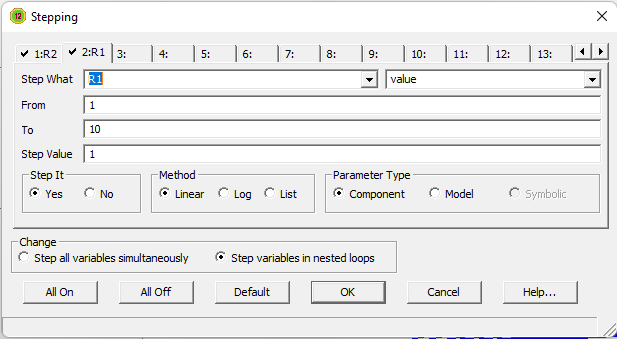 12 Stepping
1:R2 2:R1 3: 4: 5: 6: 7: 8: 9: 10: 11: 12: 13:
Step What R1 value
From 1
To 10
Step Value 1
Step It Method Parameter Type
Yes No Linear Log List Component Model Symbolic
Change
Step all variables simultaneously Step variables in nested loops
All On All Off Default OK Cancel Help...